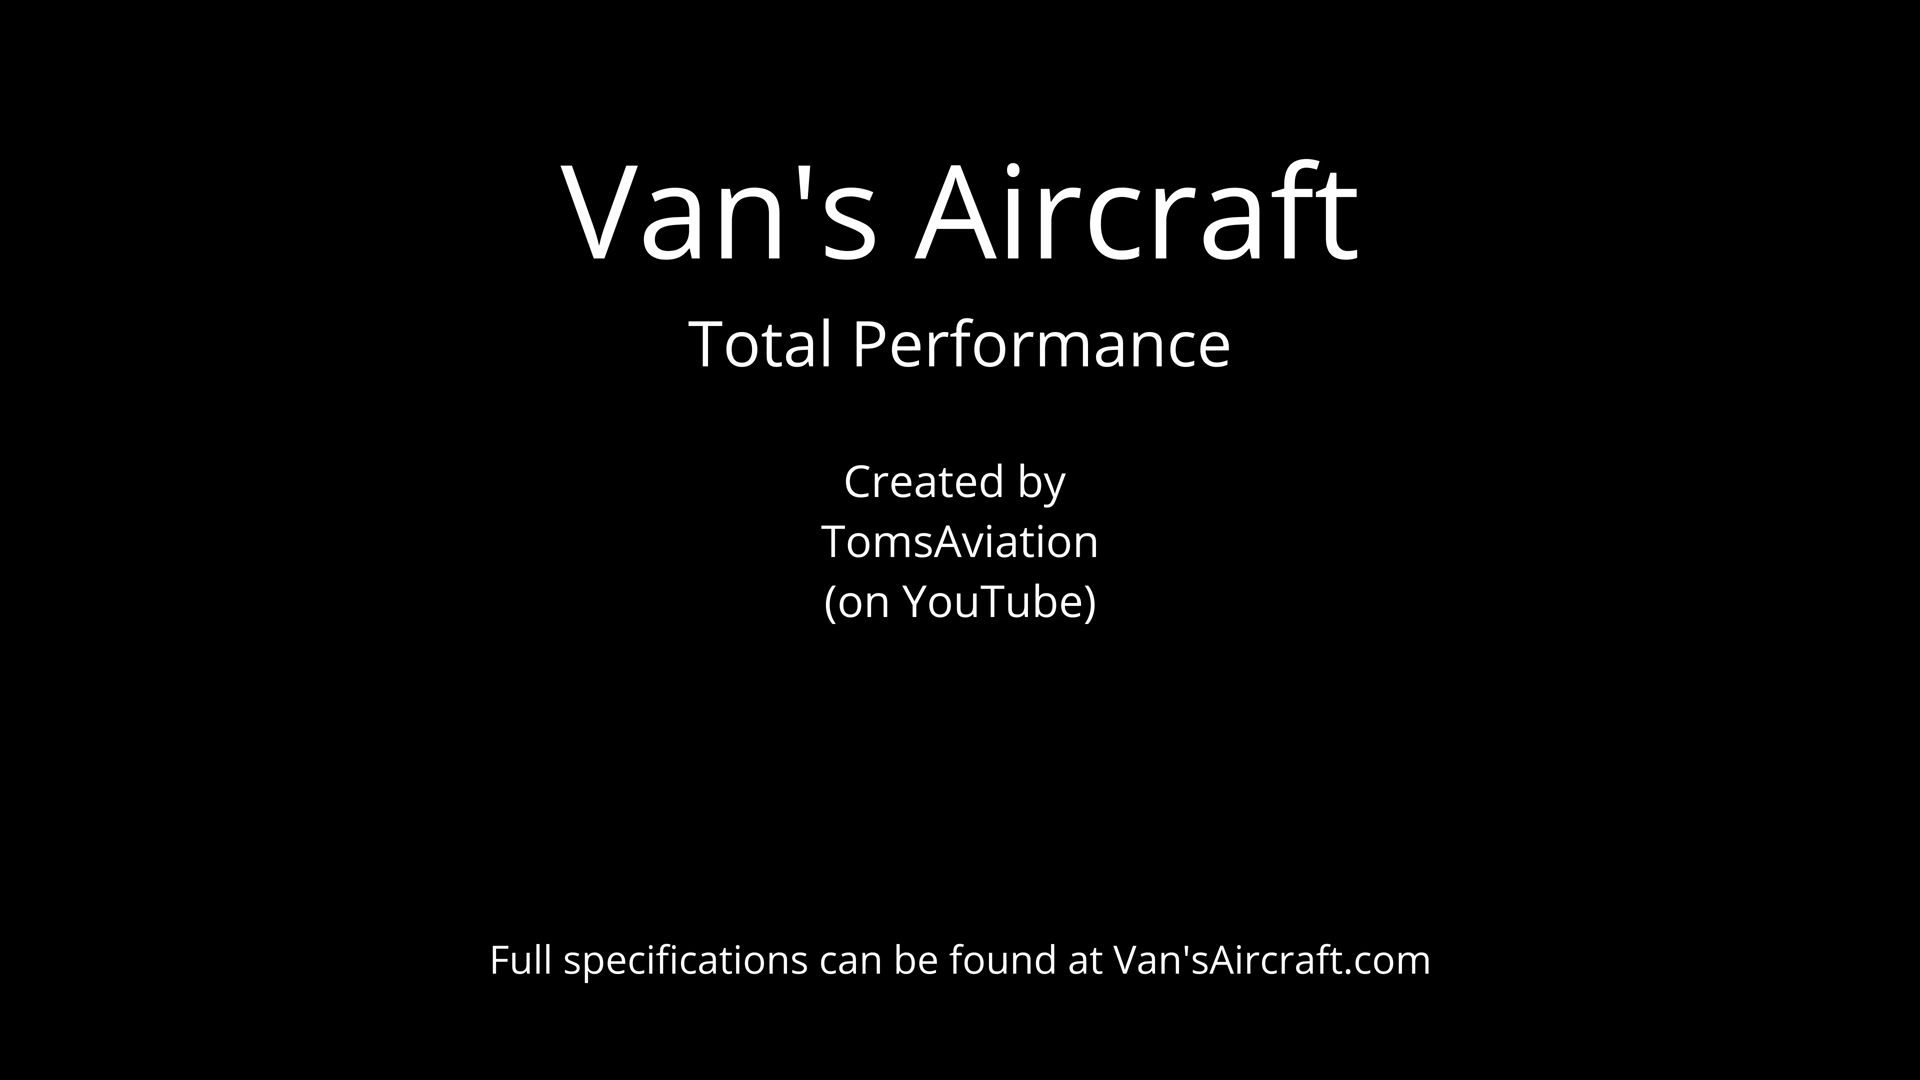 Van's Aircraft
Total Performance
Created by
TomsAviation
(on YouTube)
Full specifications can be found at Van'sAircraft.com